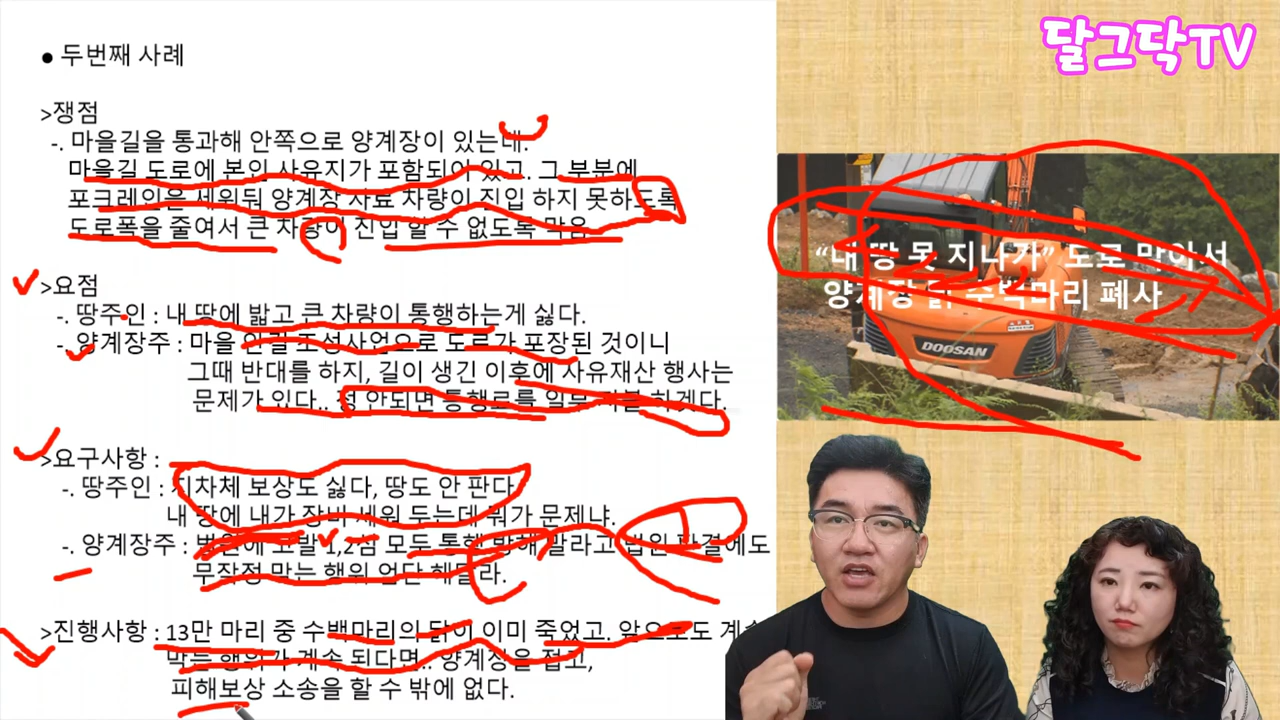 ● 두번째 사례
>쟁점
-. 마을길을 통과해 안쪽으로 양계장이 있는데.
마을길 도로에 본인 사유지가 포함되어 있고. 그 부분에
포크레인은 세워둬 양계장 사료 차량이 진입 하지 못하도록
도로폭을 줄여서 큰 차량이 진입 할 수 없도록 막음.
>요점
-. 땅주인 : 내 땅에 밟고 큰 차량이 통행하는게 싫다.
-. 양계장주 : 마을 안길 조성사업으로 도로가 포장된 것이니
그때 반대를 하지, 길이 생긴 이후에 사유재산 행사는
문제가 있다.. 정 안되면 통행료를 일부 하겠다.
>요구사항 :
-. 땅주인 : 지차체 보상도 싫다, 땅도 안 판다
내 땅에 내가 장비 세워 두는데 뭐가 문제냐.
-. 양계장주 : 법원에 고발 1,2심 모두 통행 방해 말라고 법원 판결에도
무작정 막는 행위 엄단 해달라.
>진행사항 : 13만 마리 중 수백마리의 닭이 이미 죽었고. 앞으로도 계속
막는 행위가 계속 된다면.. 양계장을 접고,
피해보상 소송을 할 수 밖에 없다.
달그닥TV
“내 땅 못 지나가” 도로 막아서
양계장 닭 수백마리 폐사
DOOSAN